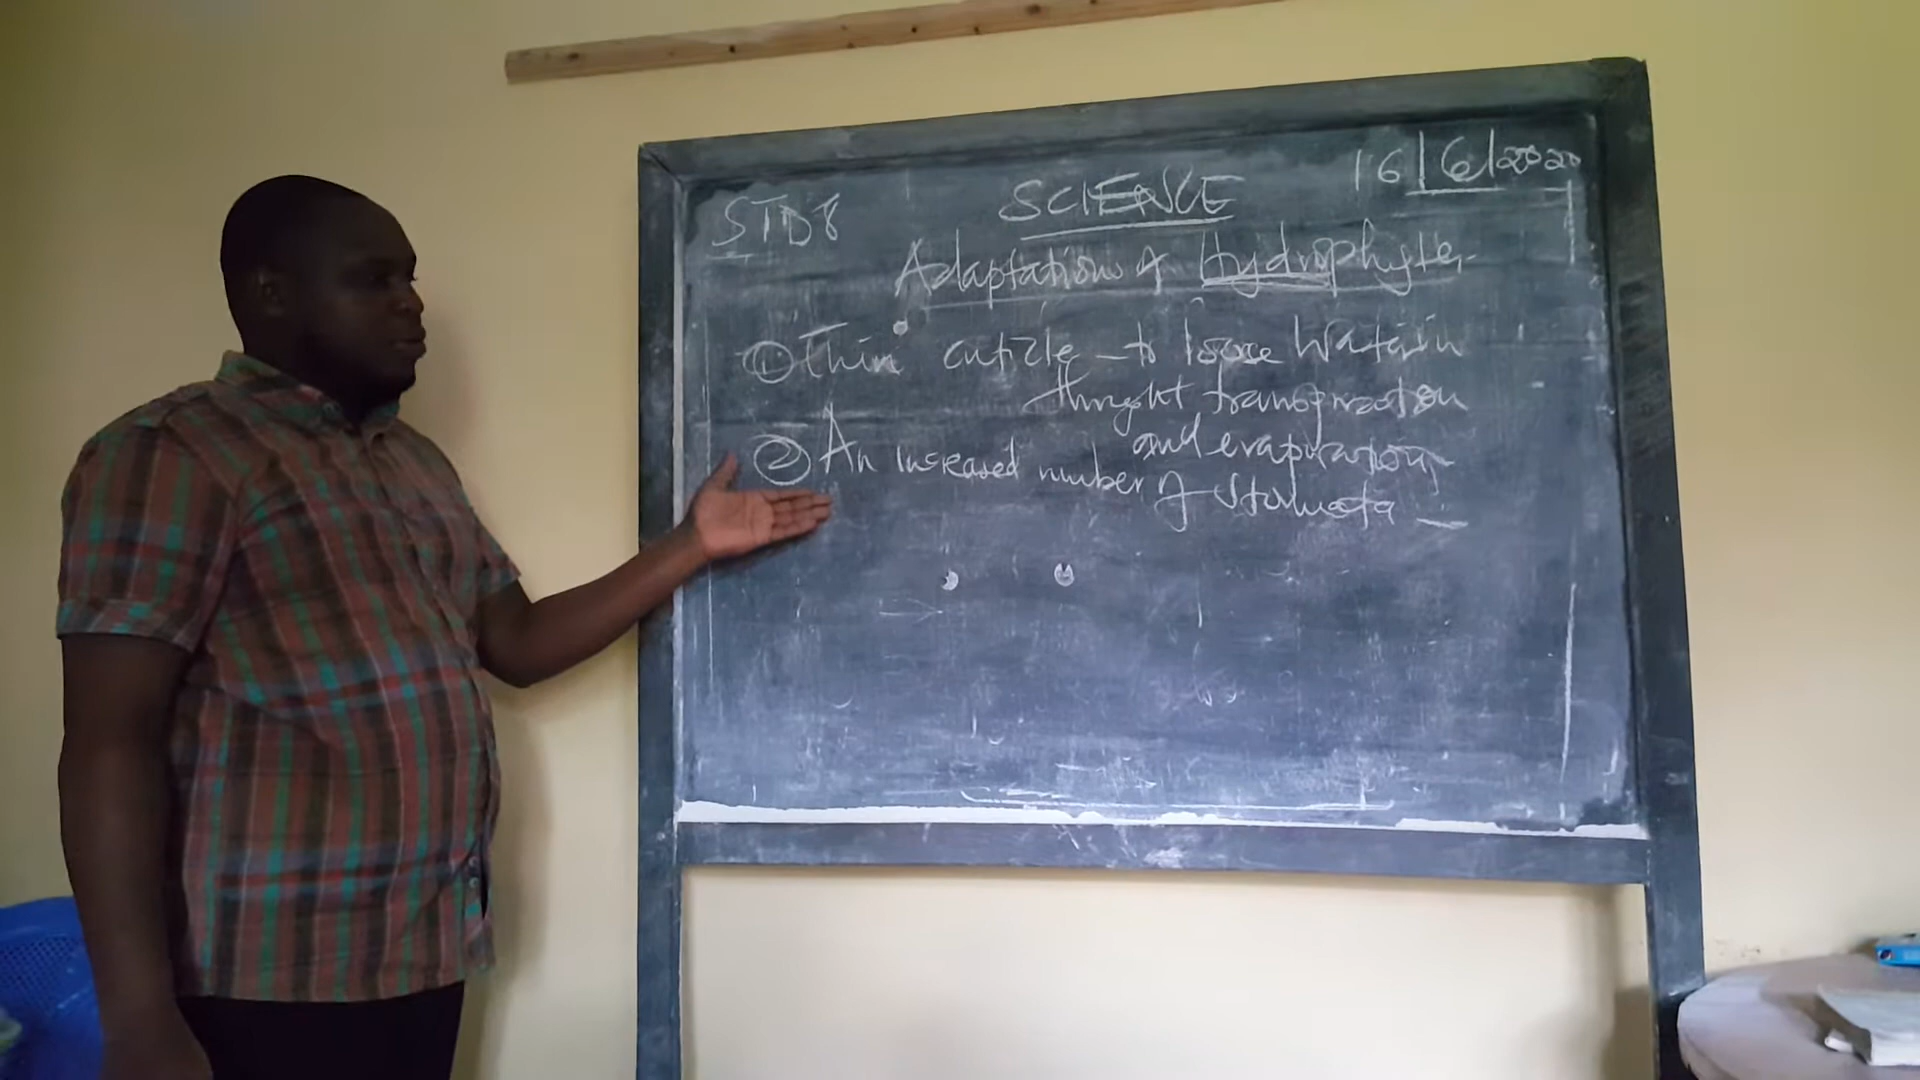 STD 8 SCIENCE 16/6/2020
Adaptations of Hydrophytes
① Thin cuticle – to loose water in
throught transpiration
and evaporation
② An increased number of stomata –